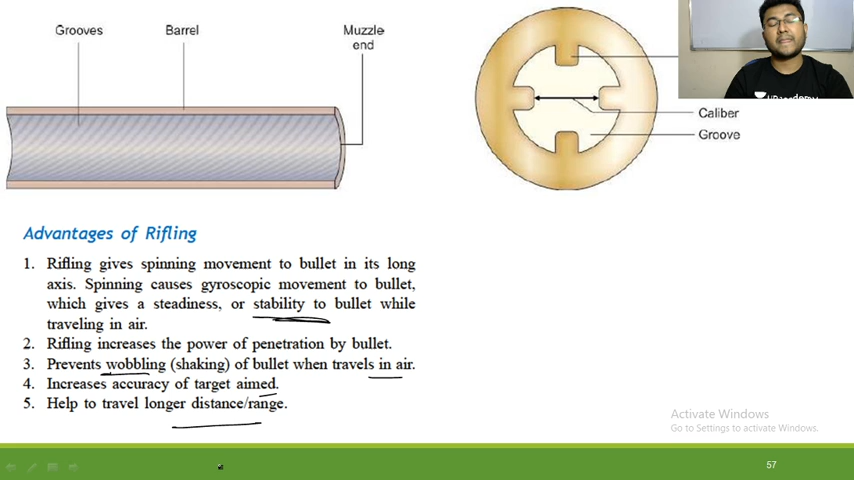 Grooves
Barrel
Muzzle
end
Caliber
Groove
Advantages of Rifling
1. Rifling gives spinning movement to bullet in its long
axis. Spinning causes gyroscopic movement to bullet,
which gives a steadiness, or stability to bullet while
traveling in air.
2. Rifling increases the power of penetration by bullet.
3. Prevents wobbling (shaking) of bullet when travels in air.
4. Increases accuracy of target aimed.
5. Help to travel longer distance/range.
Activate Windows
Go to Settings to activate Windows.
57